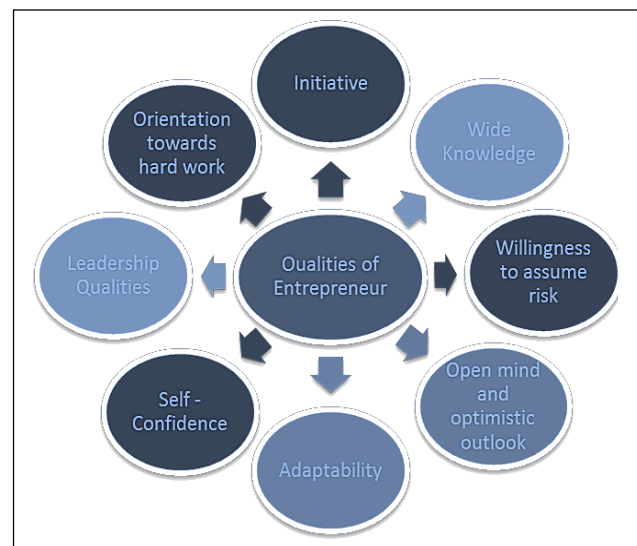 Initiative
Wide
Knowledge
Willingness
to assume
risk
Open mind
and
optimistic
outlook
Adaptability
Self -
Confidence
Leadership
Qualities
Orientation
towards
hard work
Qualities of
Entrepreneur